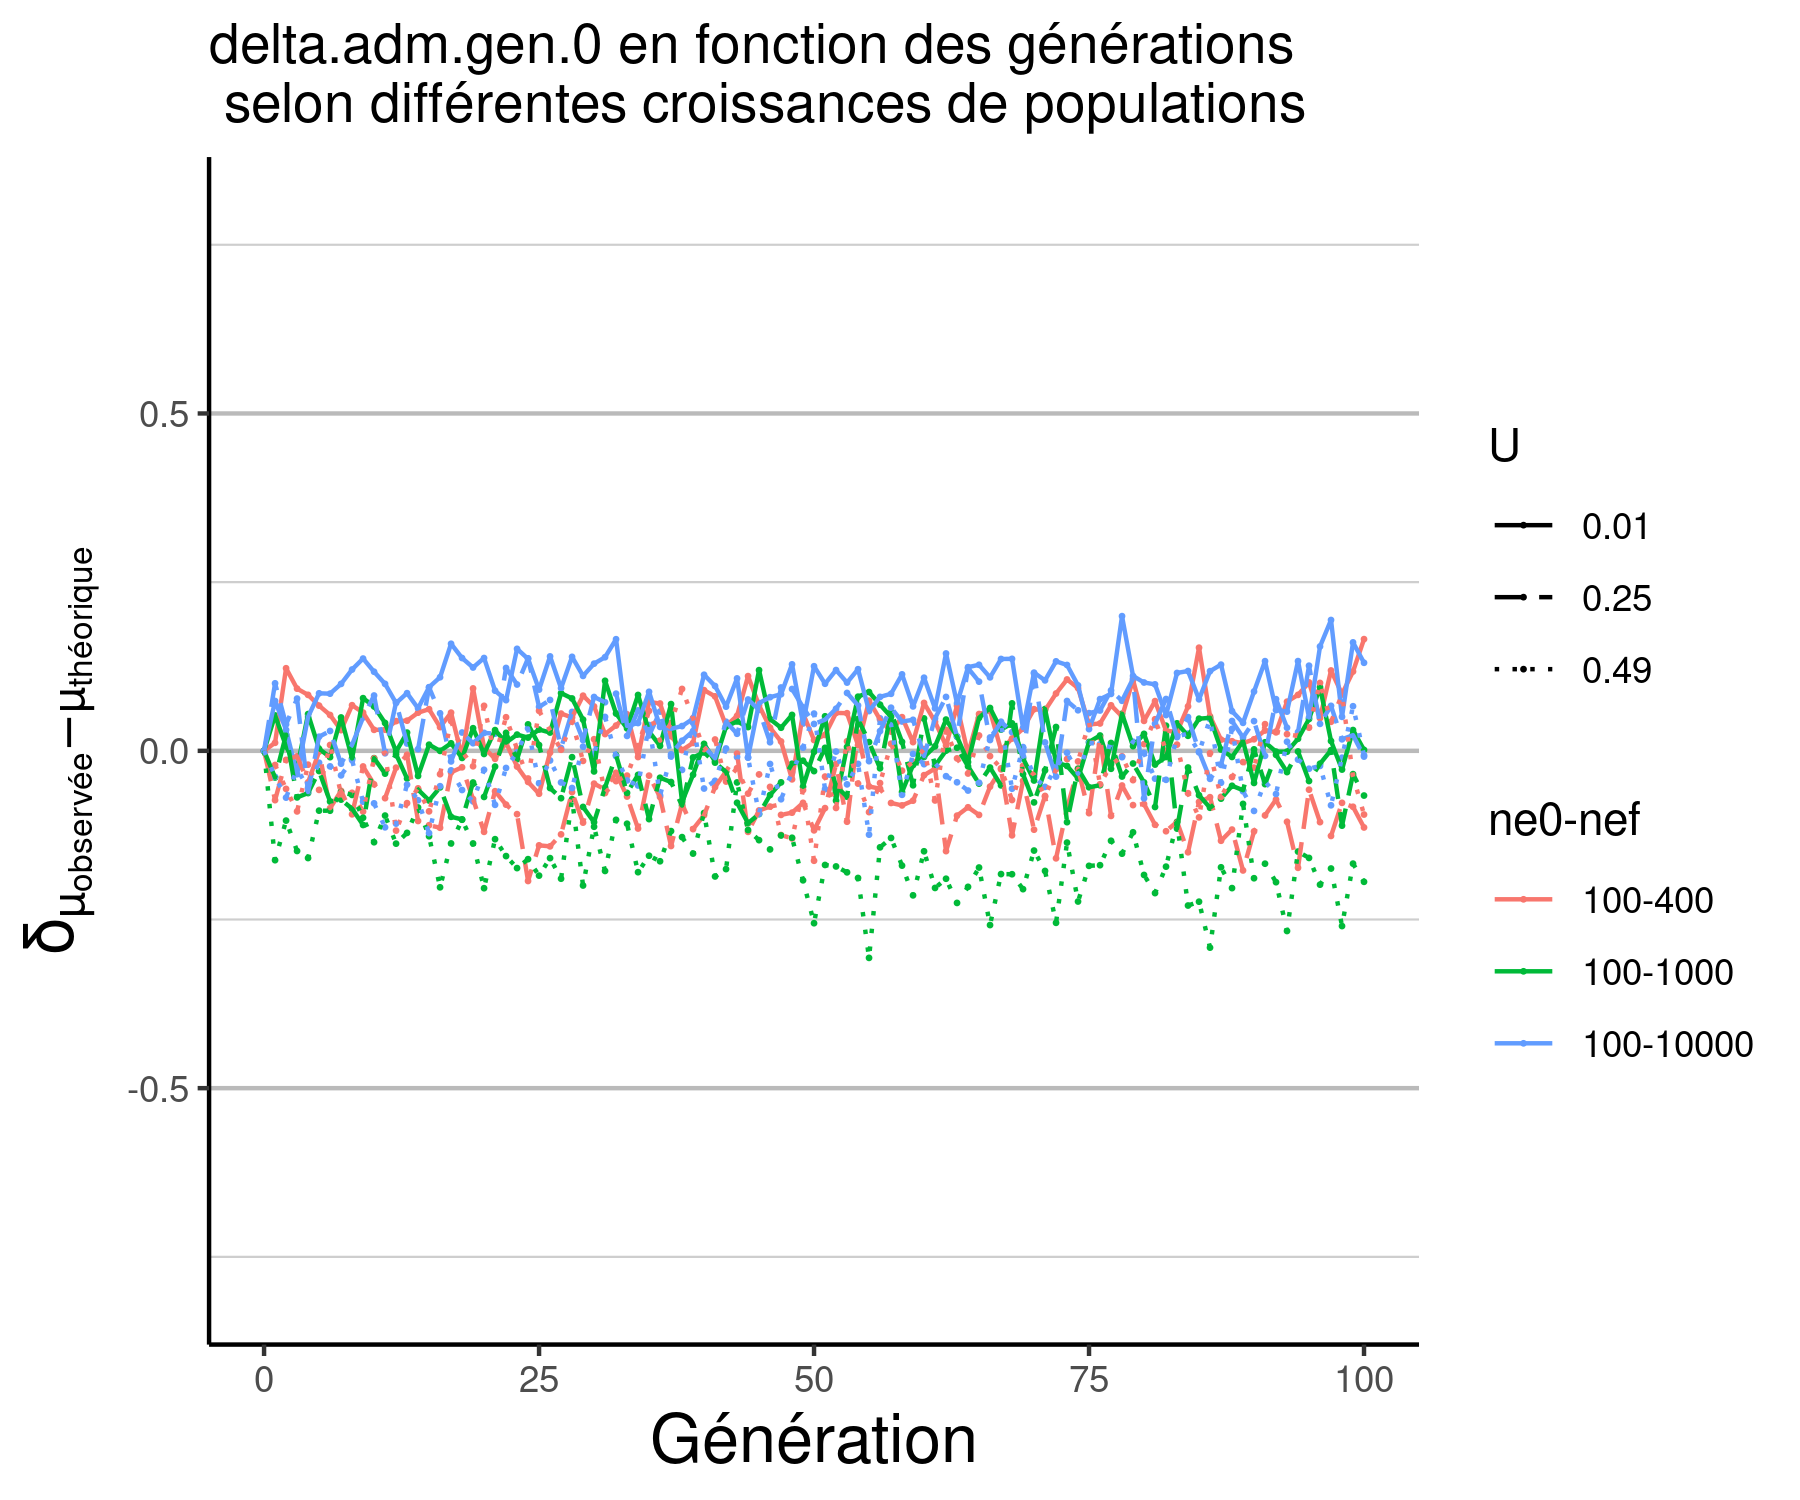 delta.adm.gen.0 en fonction des générations
selon différentes croissances de populations
δμobservée−μthéorique
0.5
0.0
-0.5
0
25
50
75
100
Génération
U
0.01
0.25
0.49
ne0-nef
100-400
100-1000
100-10000